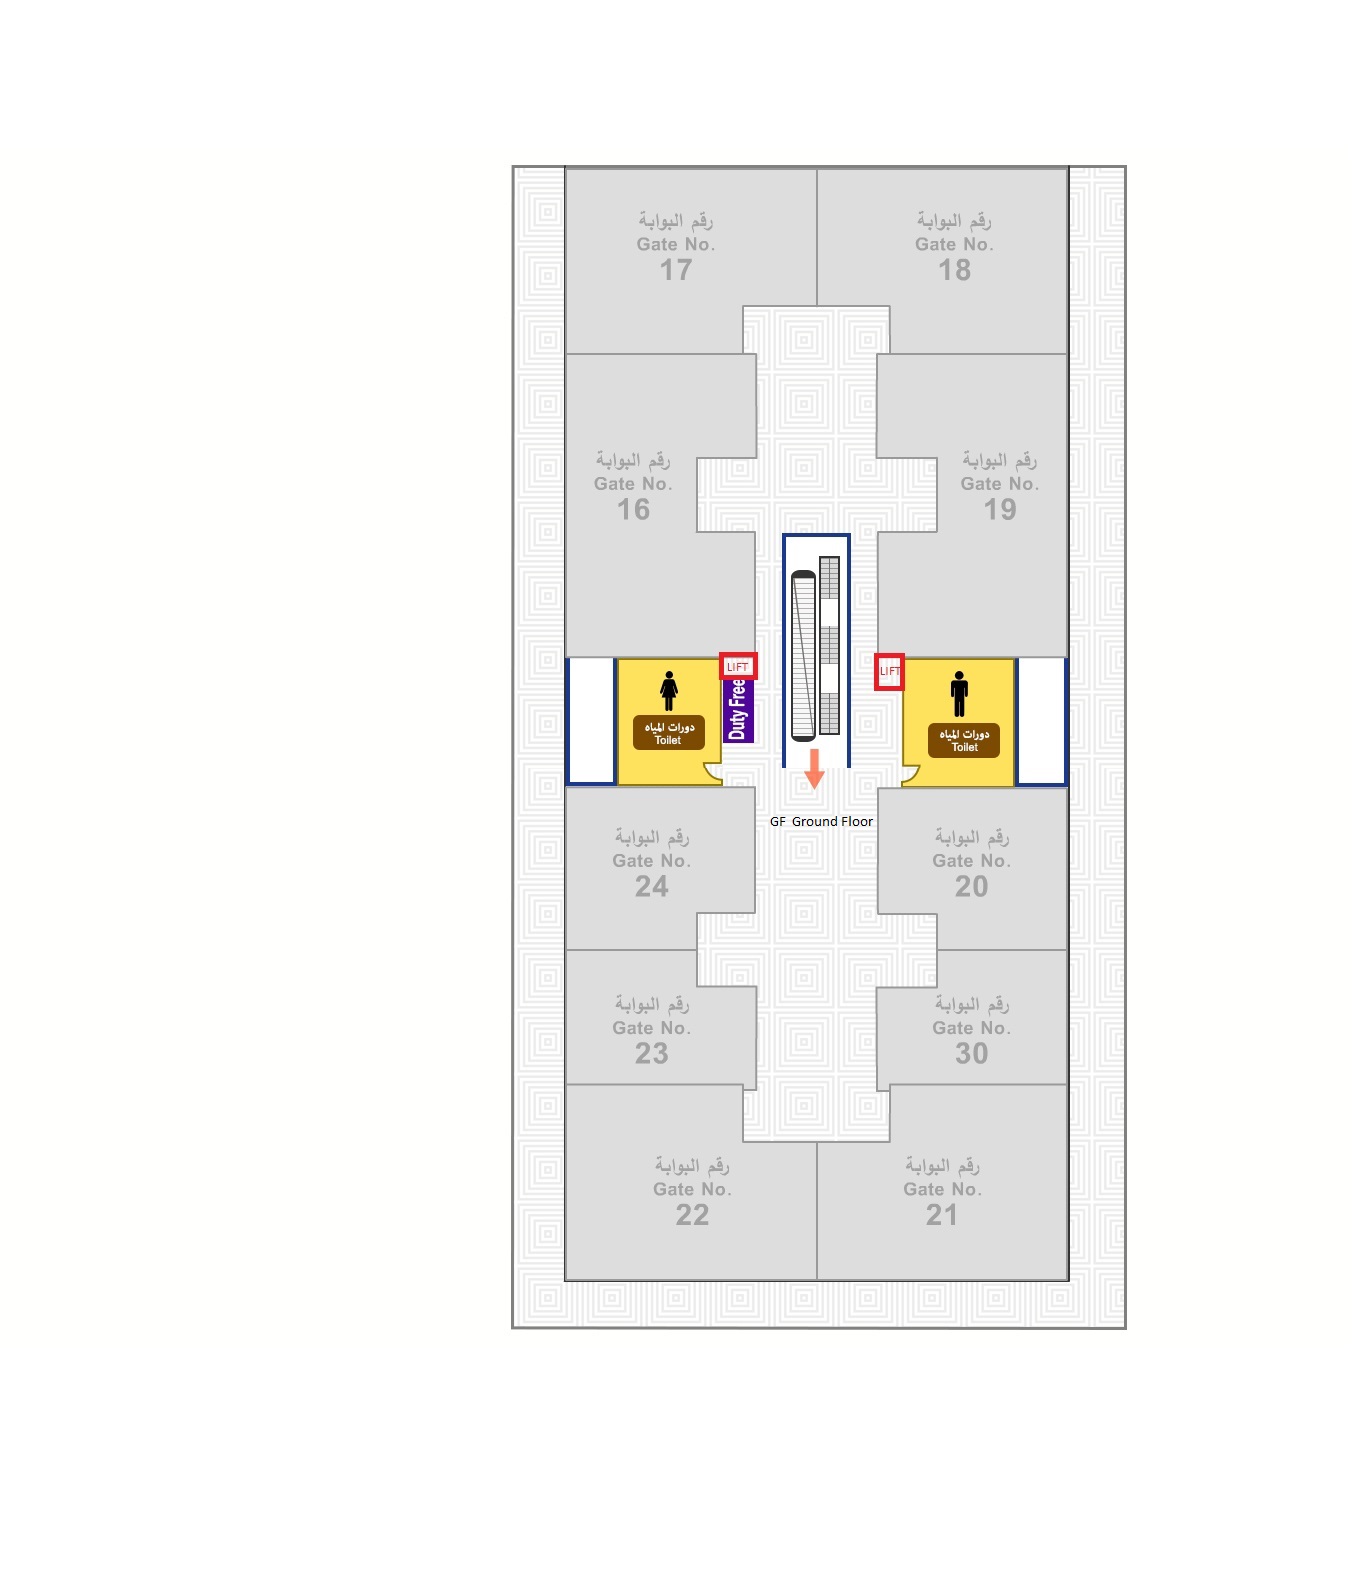 رقم البوابة
Gate No.
17
رقم البوابة
Gate No.
18
رقم البوابة
Gate No.
16
رقم البوابة
Gate No.
19
LIFT
Duty Free
دورات المياه
Toilet
LIFT
دورات المياه
Toilet
GF Ground Floor
رقم البوابة
Gate No.
24
رقم البوابة
Gate No.
20
رقم البوابة
Gate No.
23
رقم البوابة
Gate No.
30
رقم البوابة
Gate No.
22
رقم البوابة
Gate No.
21